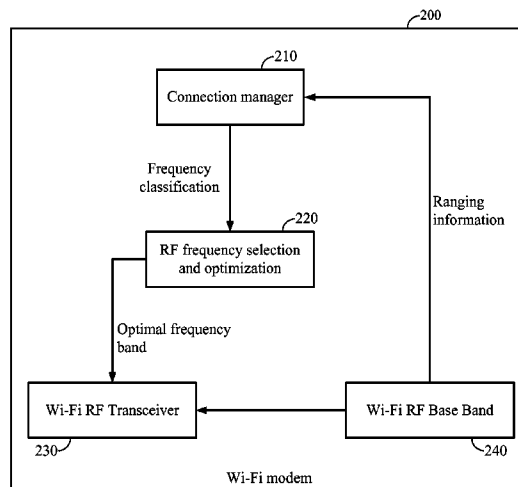 200
210
Connection manager
Frequency
classification
Ranging
information
220
RF frequency selection
and optimization
Optimal frequency
band
Wi-Fi RF Transceiver
Wi-Fi RF Base Band
230
240
Wi-Fi modem